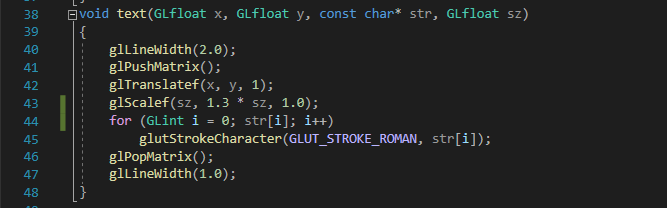 38 void text(GLfloat x, GLfloat y, const char* str, GLfloat sz)
39 {
40 glLineWidth(2.0);
41 glPushMatrix();
42 glTranslatef(x, y, 1);
43 glScalef(sz, 1.3 * sz, 1.0);
44 for (GLint i = 0; str[i]; i++)
45 glutStrokeCharacter(GLUT_STROKE_ROMAN, str[i]);
46 glPopMatrix();
47 glLineWidth(1.0);
48 }